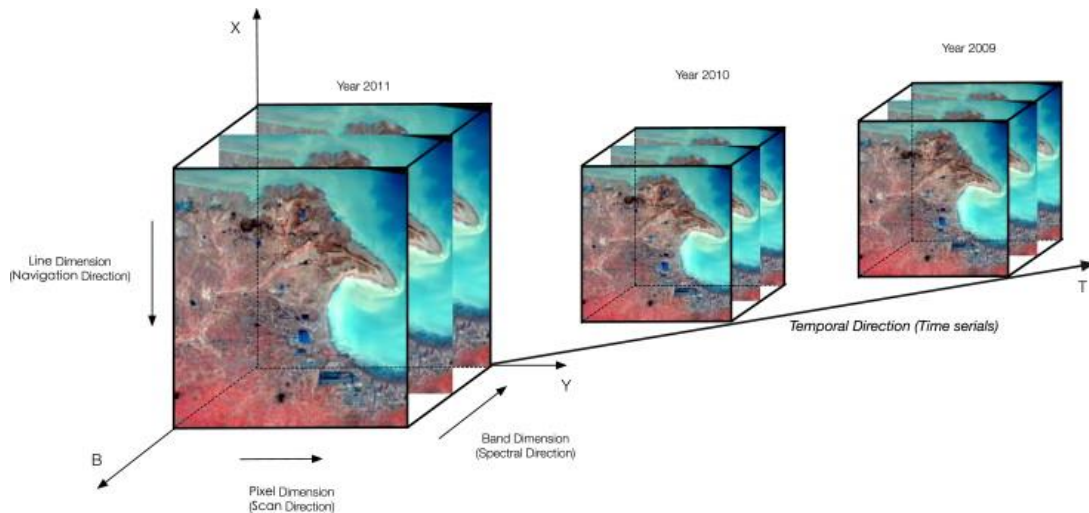 X
Year 2011
Year 2010
Year 2009
Line Dimension
(Navigation Direction)
T
Temporal Direction (Time serials)
Y
B
Band Dimension
(Spectral Direction)
Pixel Dimension
(Scan Direction)